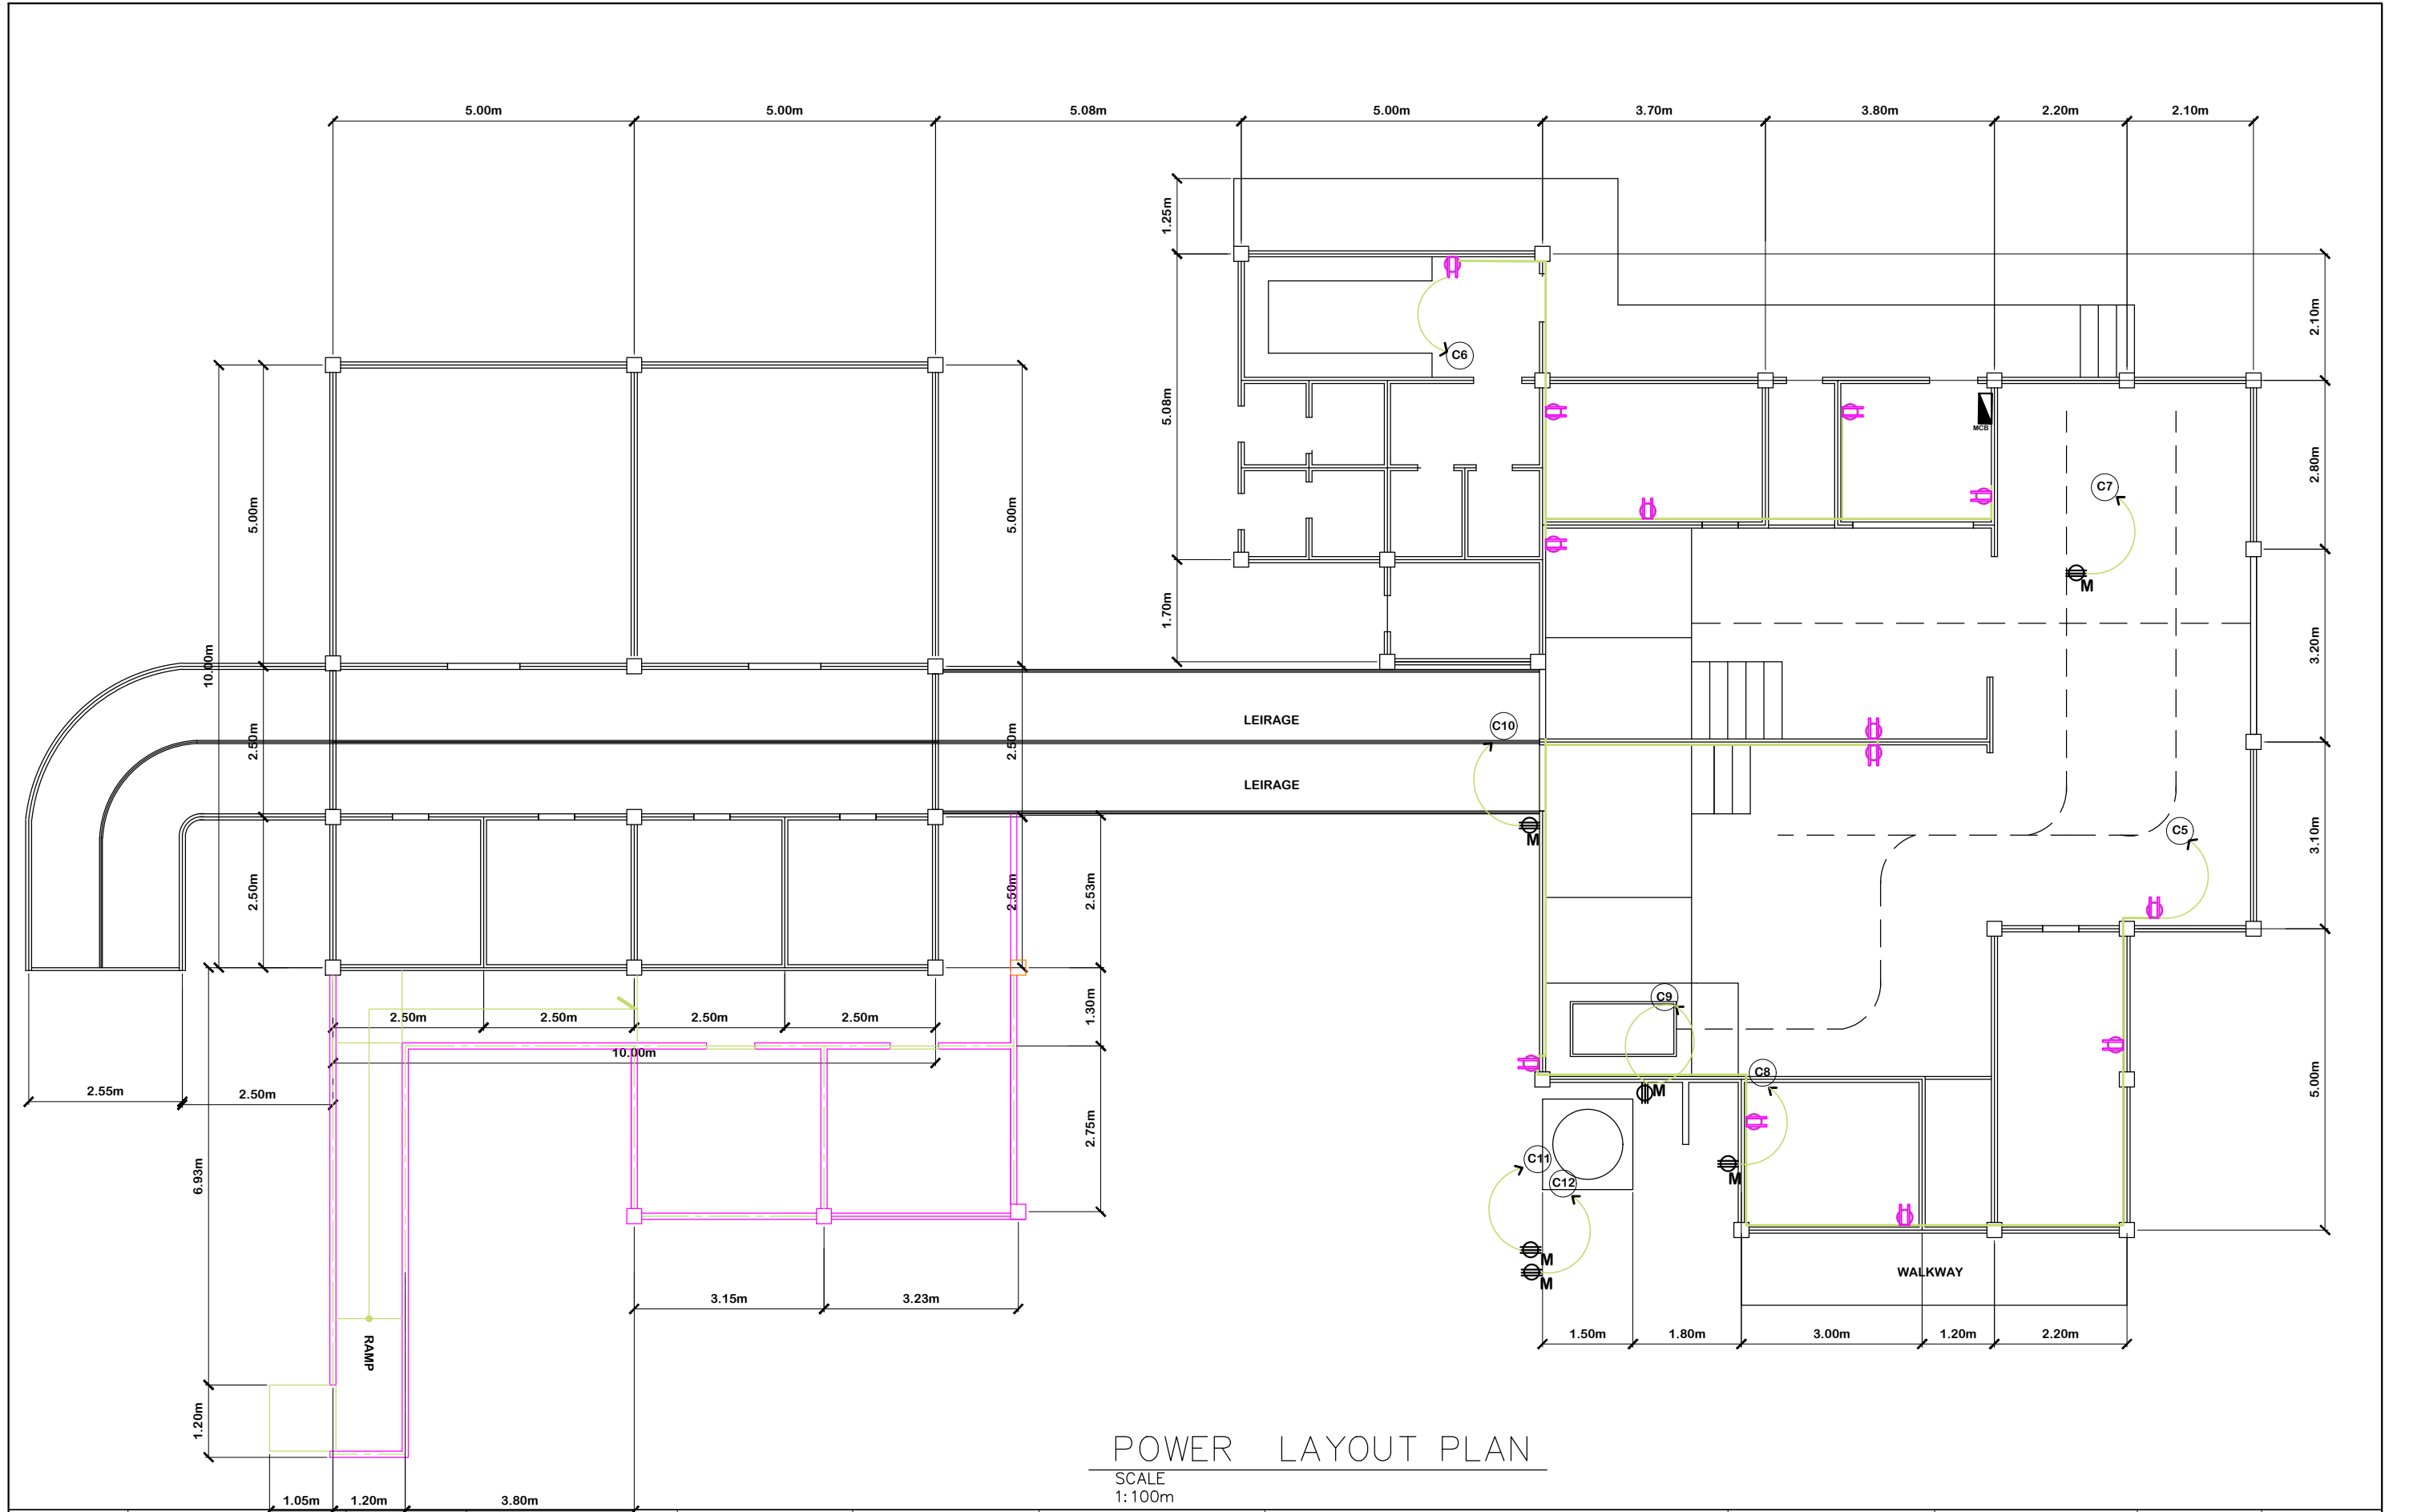 5.00m
5.00m
5.08m
5.00m
3.70m
3.80m
2.20m
2.10m
1.25m
2.10m
C6
5.08m
MCB
2.80m
C7
5.00m
5.00m
M
1.70m
3.20m
10.00m
LEIRAGE
C10
2.50m
2.50m
LEIRAGE
M
C5
3.10m
2.50m
2.50m
2.53m
C9
2.50m
2.50m
2.50m
2.50m
1.30m
10.00m
C8
M
2.55m
2.50m
5.00m
2.75m
6.93m
C11
C12
M
M
M
WALKWAY
3.15m
3.23m
RAMP
1.50m
1.80m
3.00m
1.20m
2.20m
1.20m
POWER LAYOUT PLAN
SCALE
1:100m
1.05m
1.20m
3.80m